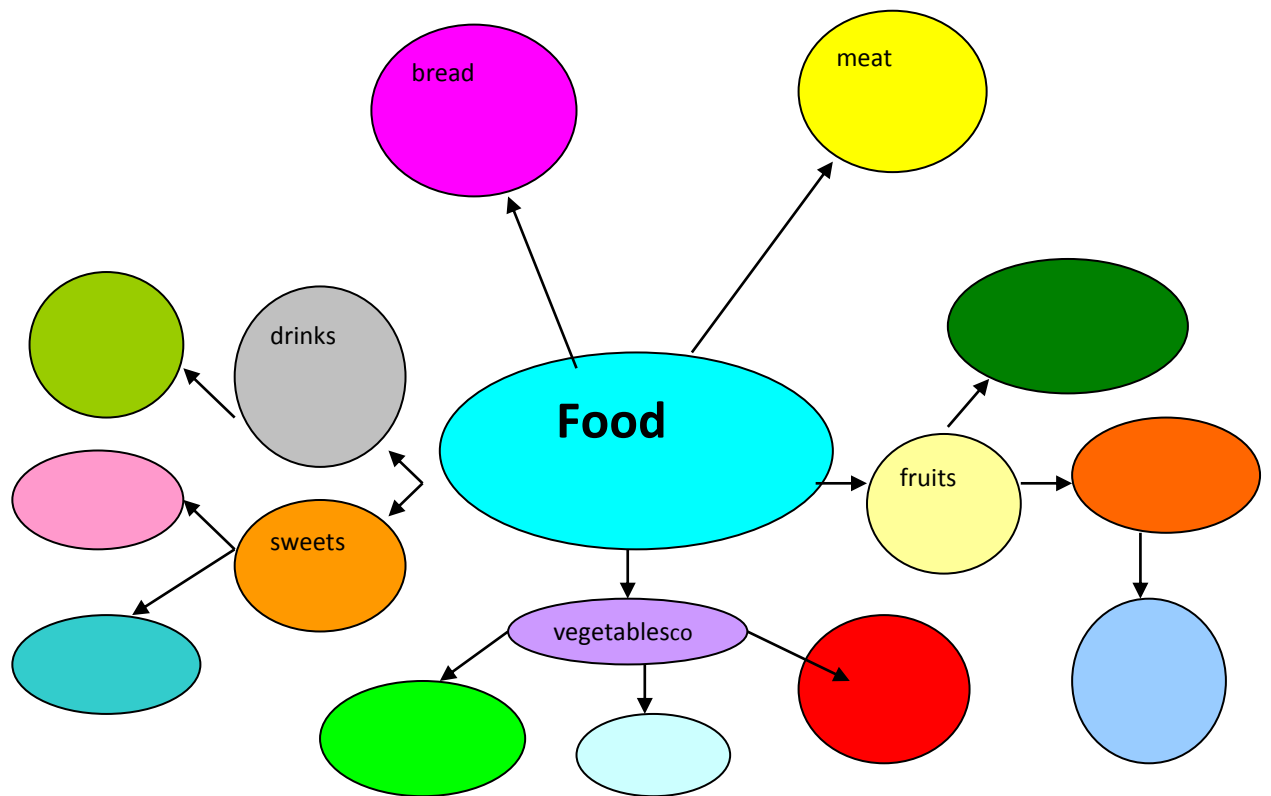 bread
meat
drinks
Food
fruits
sweets
vegetablesco